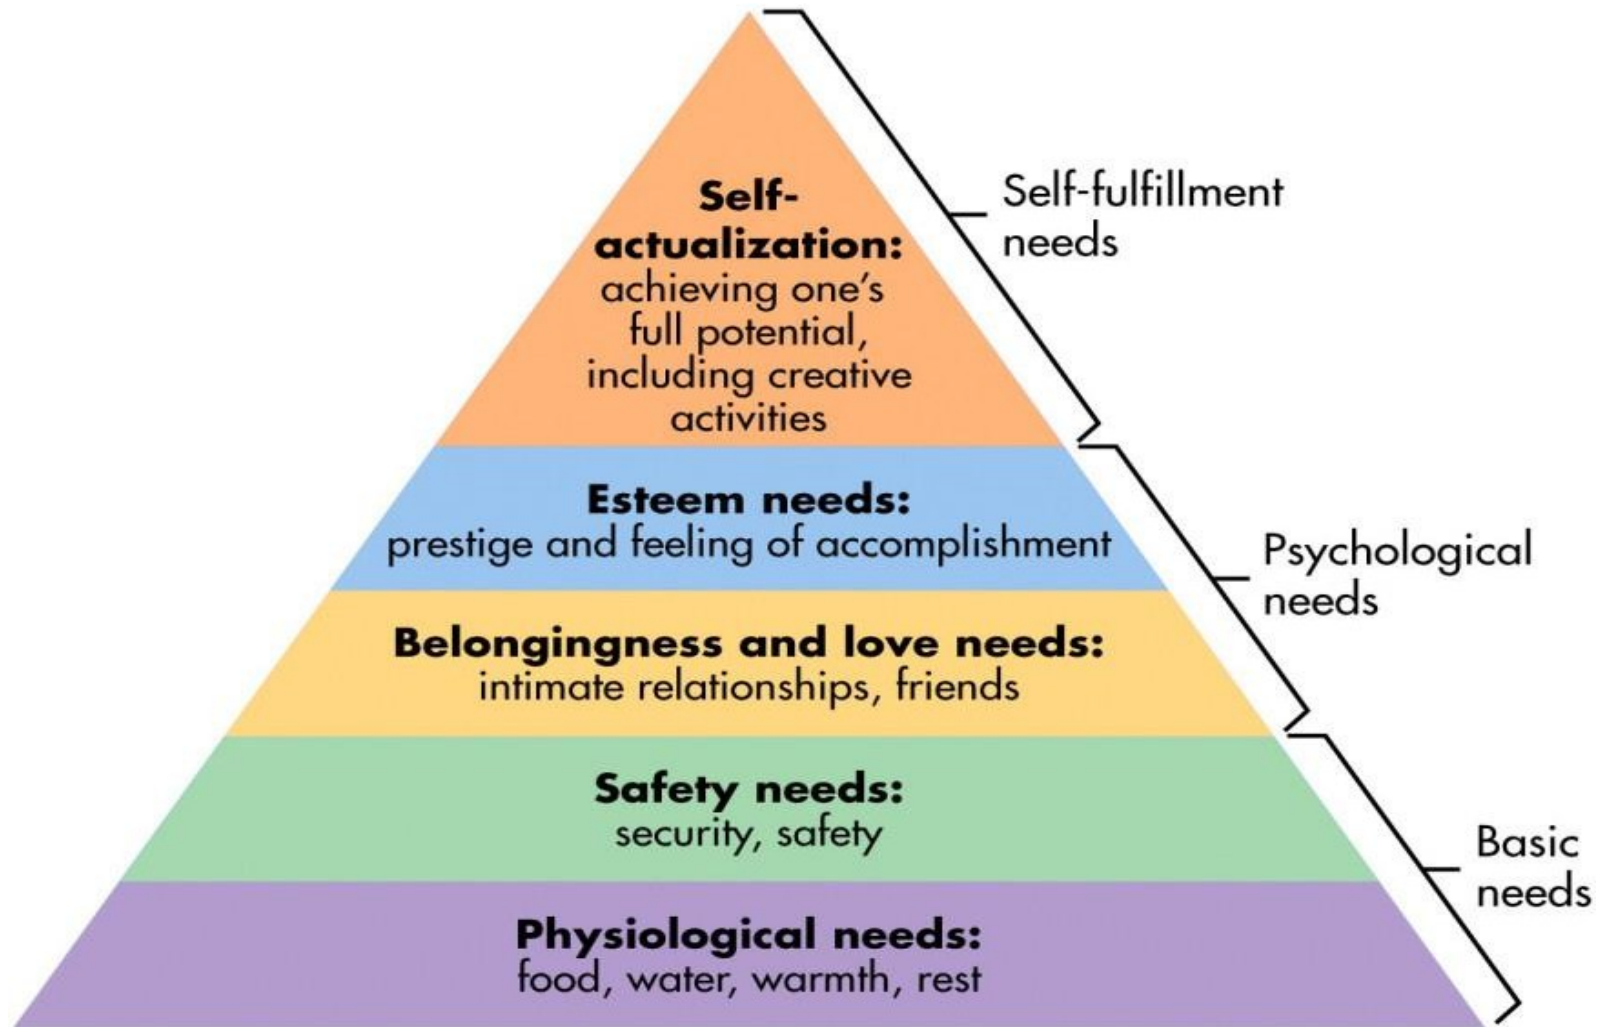 Self-
actualization:
achieving one's
full potential,
including creative
activities
Self-fulfillment
needs
Esteem needs:
prestige and feeling of accomplishment
Psychological
needs
Belongingness and love needs:
intimate relationships, friends
Safety needs:
security, safety
Basic
needs
Physiological needs:
food, water, warmth, rest